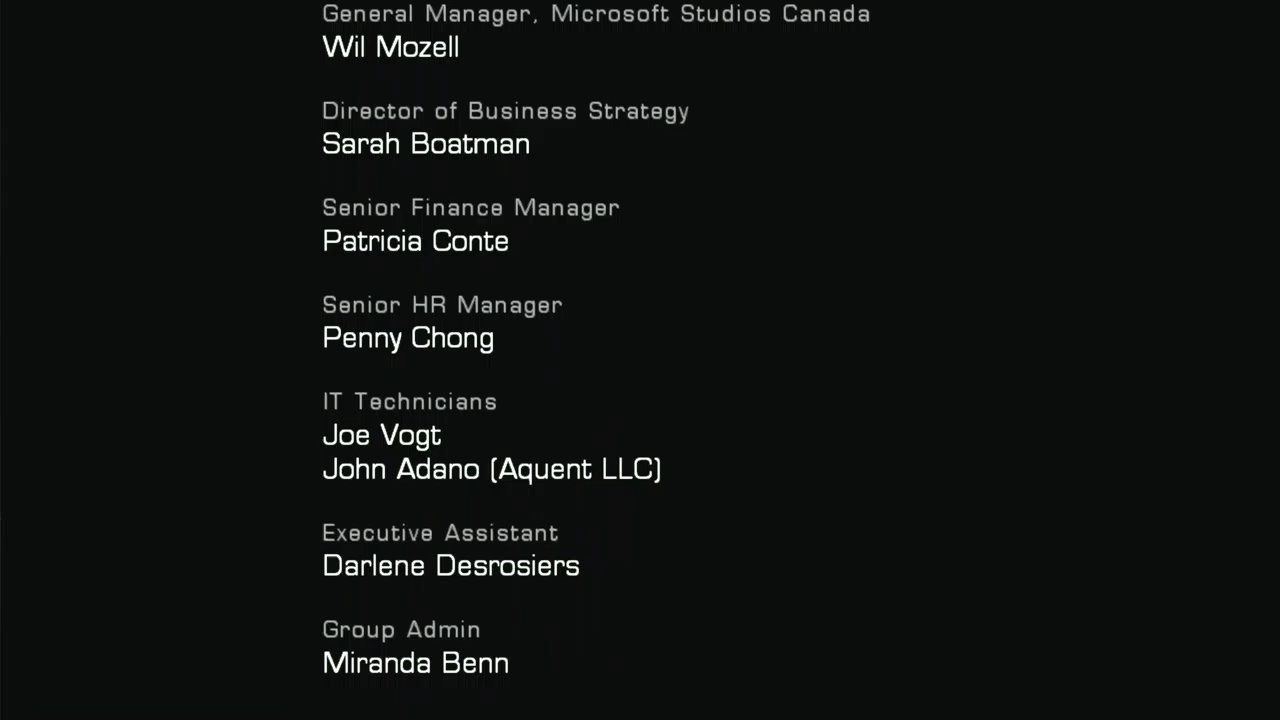 General Manager, Microsoft Studios Canada
Wil Mozell
Director of Business Strategy
Sarah Boatman
Senior Finance Manager
Patricia Conte
Senior HR Manager
Penny Chong
IT Technicians
Joe Vogt
John Adano (Aquent LLC)
Executive Assistant
Darlene Desrosiers
Group Admin
Miranda Benn